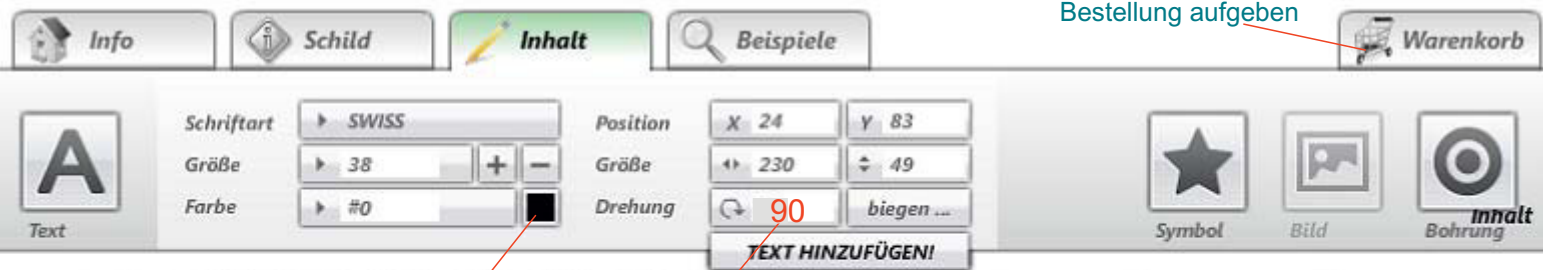 Bestellung aufgeben
Info Schild Inhalt Beispiele Warenkorb
Schriftart SWISS Position X 24 Y 83
Größe 38 + − Größe 230 49
Farbe #0 Drehung 90 biegen ...
A
Text
TEXT HINZUFÜGEN!
Symbol Bild Bohrung
Inhalt